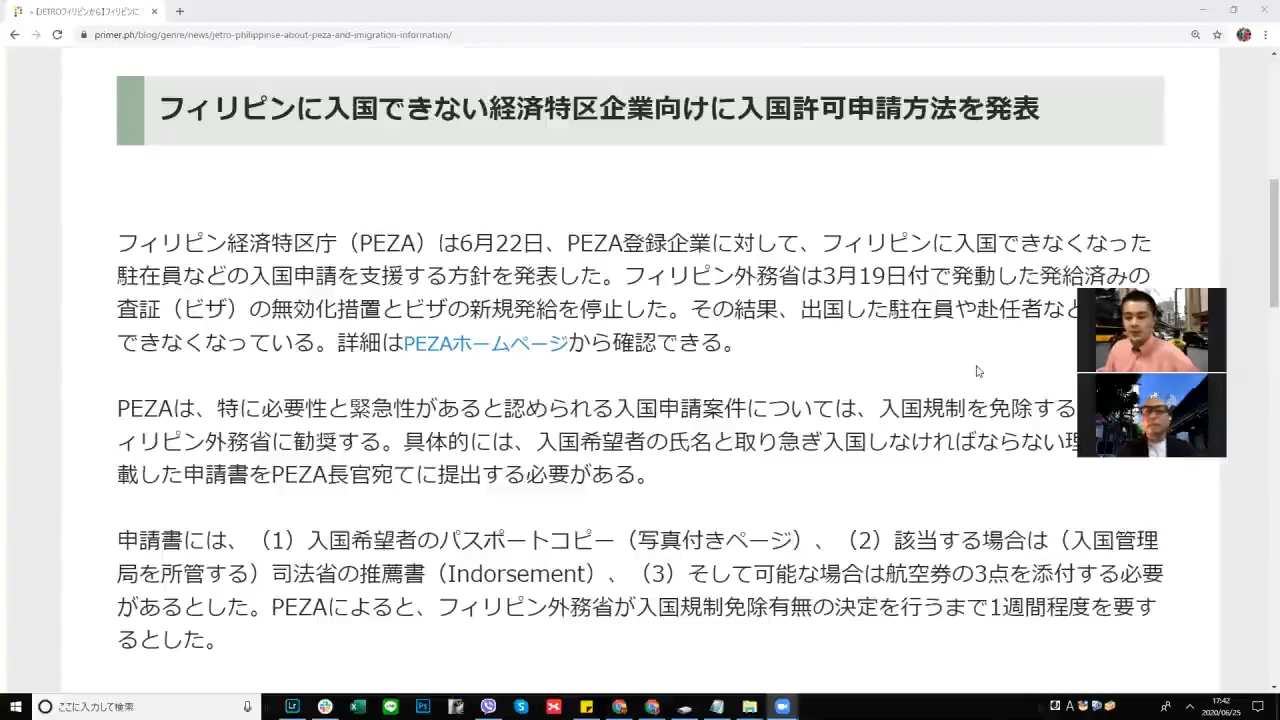 【JETROフィリピンから】フィリピンに
primer.ph/blog/genre/news/jetro-philippinse-about-peza-and-imigration-information/
フィリピンに入国できない経済特区企業向けに入国許可申請方法を発表
フィリピン経済特区庁（PEZA）は6月22日、PEZA登録企業に対して、フィリピンに入国できなくなった
駐在員などの入国申請を支援する方針を発表した。フィリピン外務省は3月19日付で発動した発給済みの
査証（ビザ）の無効化措置とビザの新規発給を停止した。その結果、出国した駐在員や赴任者など
できなくなっている。詳細はPEZAホームページから確認できる。
PEZAは、特に必要性と緊急性があると認められる入国申請案件については、入国規制を免除する
ィリピン外務省に勧奨する。具体的には、入国希望者の氏名と取り急ぎ入国しなければならない理
載した申請書をPEZA長官宛てに提出する必要がある。
申請書には、（1）入国希望者のパスポートコピー（写真付きページ）、（2）該当する場合は（入国管理
局を所管する）司法省の推薦書（Indorsement）、（3）そして可能な場合は航空券の3点を添付する必要
があるとした。PEZAによると、フィリピン外務省が入国規制免除有無の決定を行うまで1週間程度を要す
るとした。
ここに入力して検索
17:42
2020/06/25